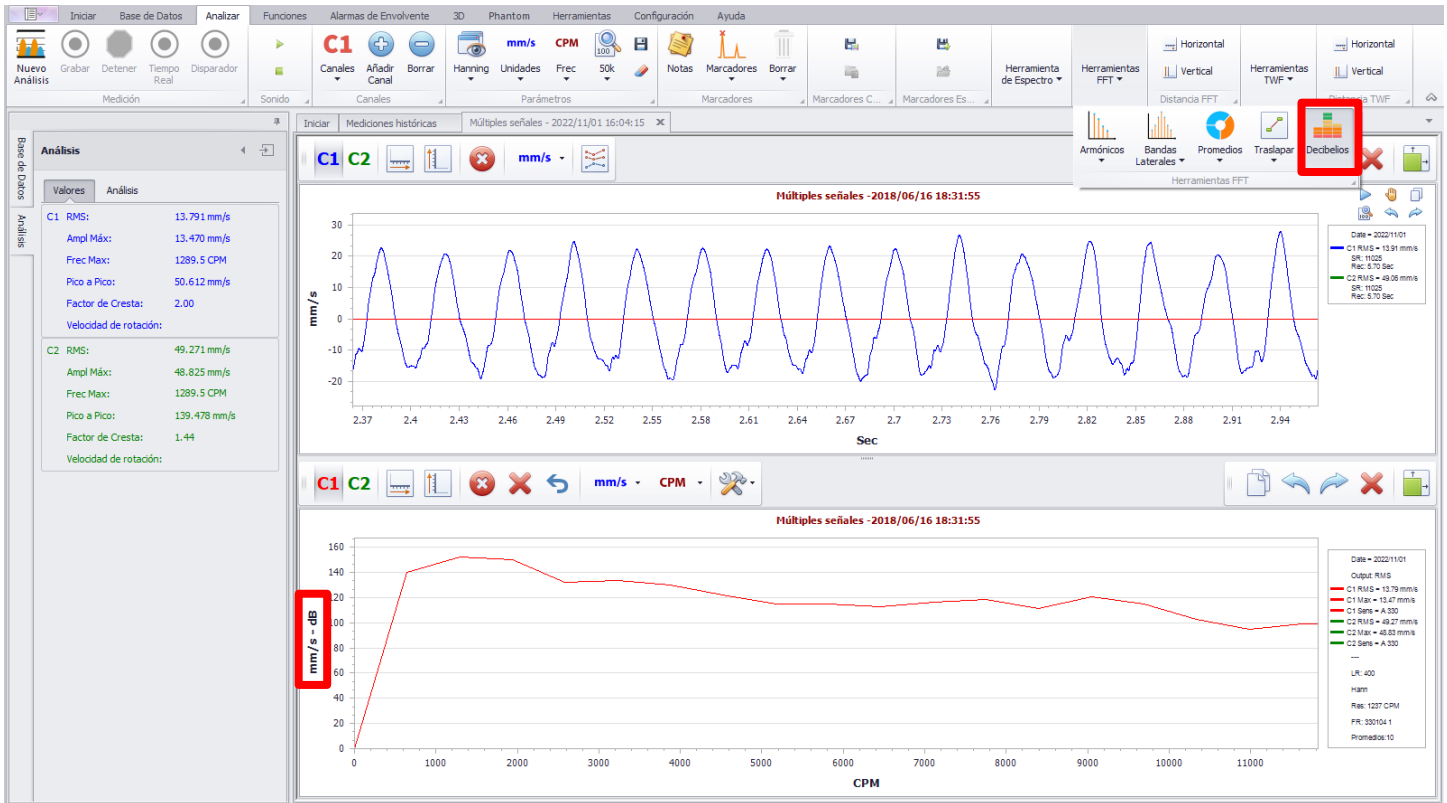 Iniciar Base de Datos Analizar Funciones Alarmas de Envolvente 3D Phantom Herramientas Configuración Ayuda
Nuevo Análisis Grabar Detener Tiempo Real Disparador
C1 Canales Añadir Canal Borrar
Hanning mm/s Unidades CPM Frec 100 50k
Notas Marcadores Borrar
Herramienta de Espectro Herramientas FFT Horizontal Vertical Herramientas TWF Horizontal Vertical
Medición Sonido Canales Parámetros Marcadores Marcadores C... Marcadores Es... Distancia FFT Distancia TWF
Armónicos Bandas Laterales Promedios Traslapar Decibelios
Herramientas FFT
Base de Datos
Análisis
Análisis
Valores Análisis
C1 RMS: 13.791 mm/s
Ampl Máx: 13.470 mm/s
Frec Max: 1289.5 CPM
Pico a Pico: 50.612 mm/s
Factor de Cresta: 2.00
Velocidad de rotación:
C2 RMS: 49.271 mm/s
Ampl Máx: 48.825 mm/s
Frec Max: 1289.5 CPM
Pico a Pico: 139.478 mm/s
Factor de Cresta: 1.44
Velocidad de rotación:
Iniciar Mediciones históricas Múltiples señales - 2022/11/01 16:04:15
C1 C2 mm/s
Múltiples señales -2018/06/16 18:31:55
mm/s
30
20
10
0
-10
-20
2.37 2.4 2.43 2.46 2.49 2.52 2.55 2.58 2.61 2.64 2.67 2.7 2.73 2.76 2.79 2.82 2.85 2.88 2.91 2.94
Sec
100
Date = 2022/11/01
C1 RMS = 13.91 mm/s
SR: 11025
Rec: 5.70 Sec
C2 RMS = 49.06 mm/s
SR: 11025
Rec: 5.70 Sec
C1 C2 mm/s CPM
Múltiples señales -2018/06/16 18:31:55
mm/s - dB
160
140
120
100
80
60
40
20
0
0 1000 2000 3000 4000 5000 6000 7000 8000 9000 10000 11000
CPM
Date = 2022/11/01
Output: RMS
C1 RMS = 13.79 mm/s
C1 Max = 13.47 mm/s
C1 Sens = A 330
C2 RMS = 49.27 mm/s
C2 Max = 48.83 mm/s
C2 Sens = A 330
---
LR: 400
Hann
Res: 1237 CPM
FR: 330104 1
Promedios:10